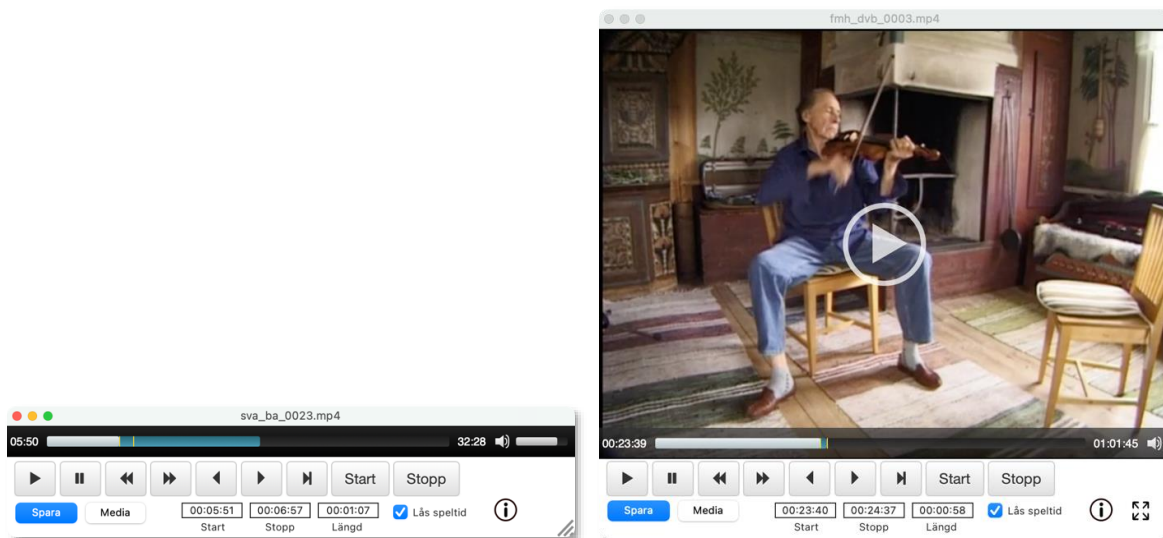 sva_ba_0023.mp4
05:50 32:28
Start Stopp
Spara Media 00:05:51 00:06:57 00:01:07 Lås speltid
Start Stopp Längd
fmh_dvb_0003.mp4
00:23:39 01:01:45
Start Stopp
Spara Media 00:23:40 00:24:37 00:00:58 Lås speltid
Start Stopp Längd